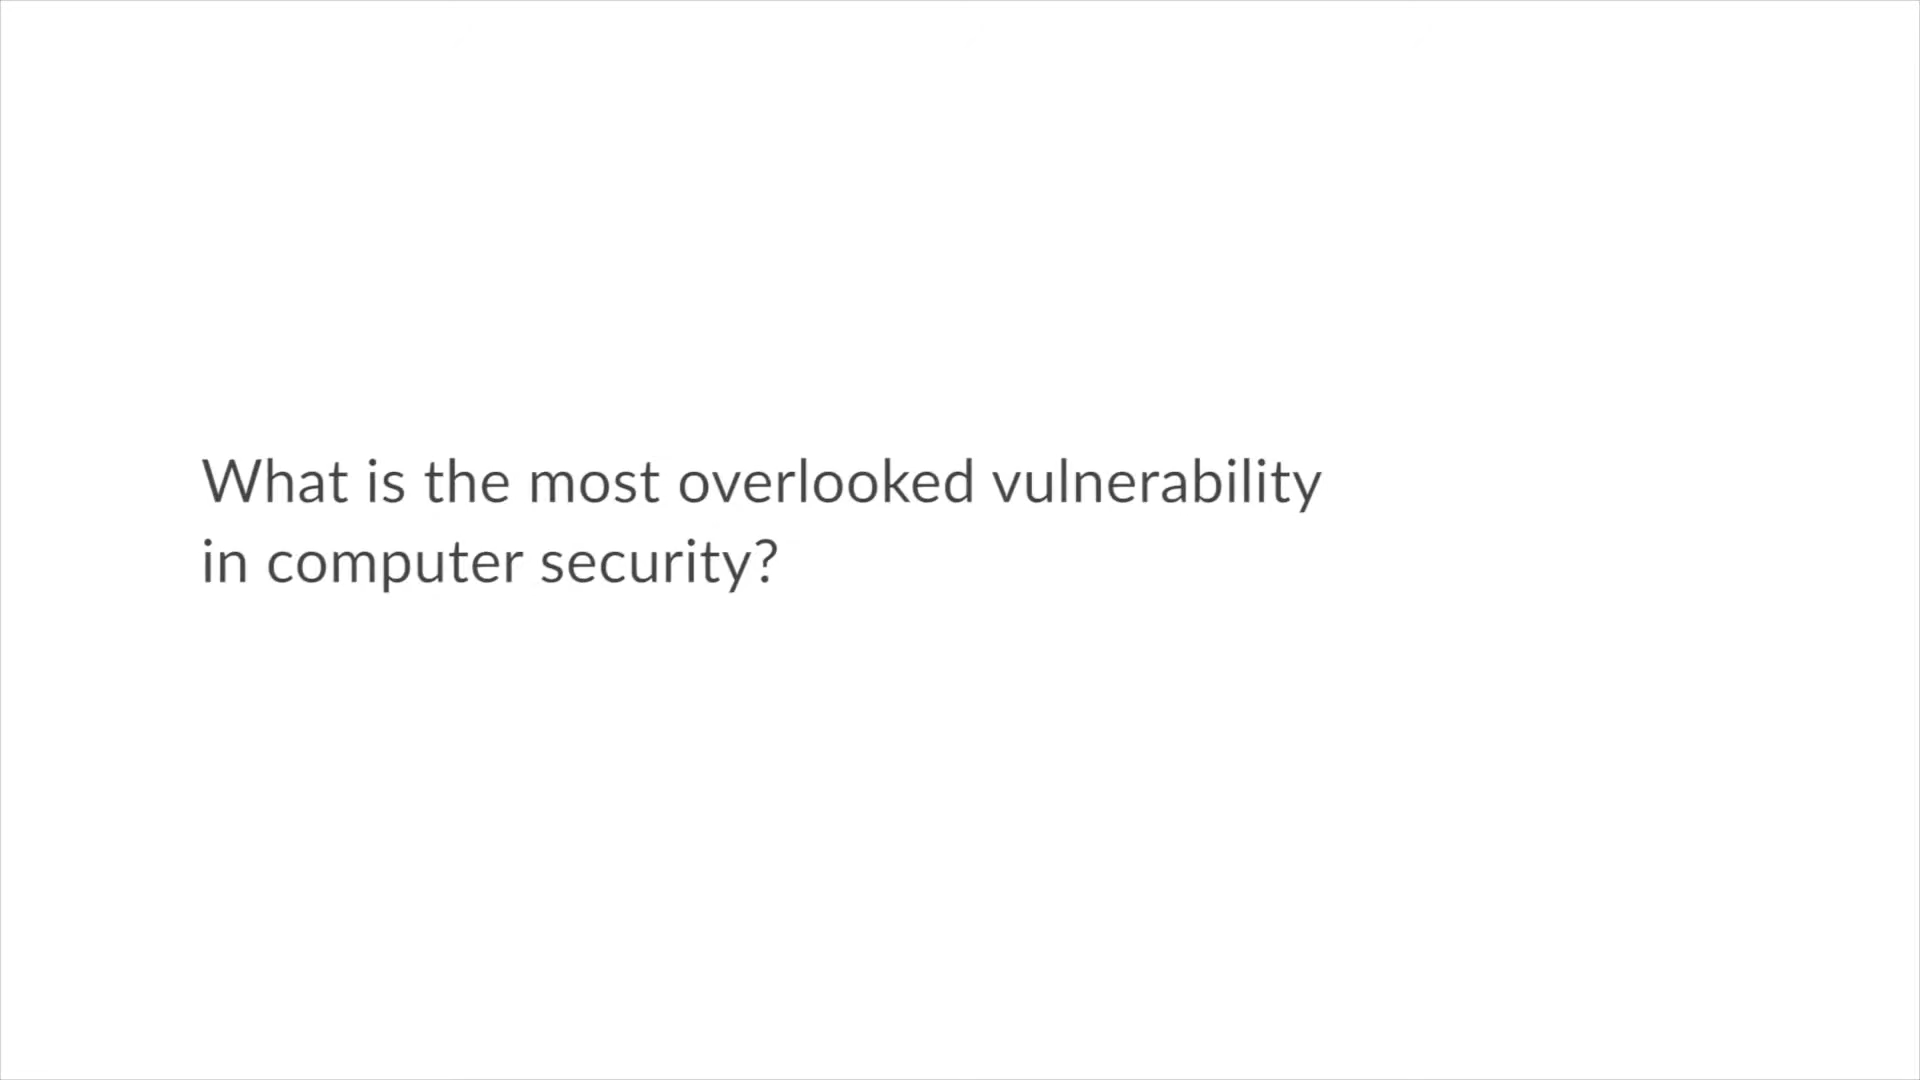 What is the most overlooked vulnerability
in computer security?